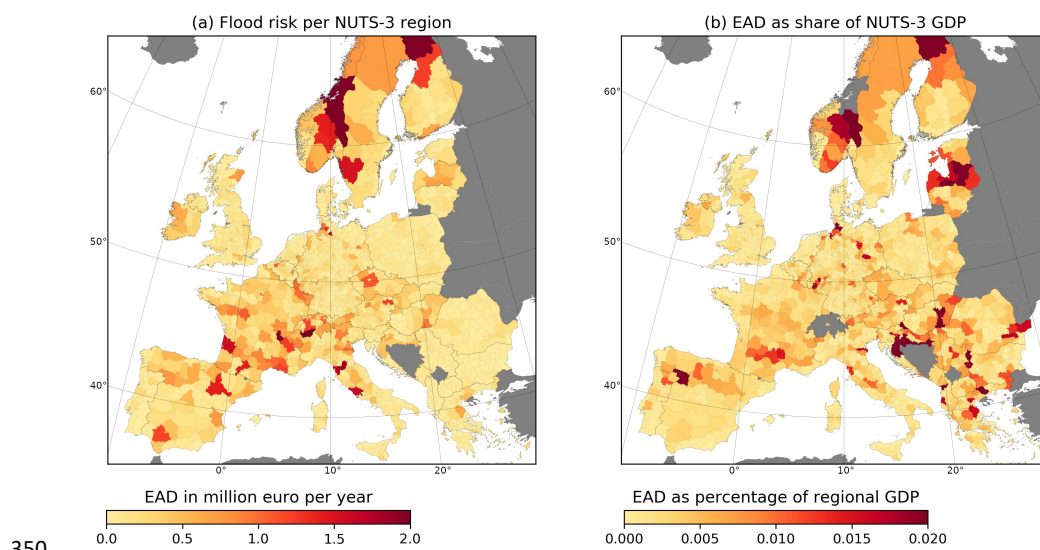 (a) Flood risk per NUTS-3 region
(b) EAD as share of NUTS-3 GDP
60°
50°
40°
0°
10°
20°
60°
50°
40°
0°
10°
20°
EAD in million euro per year
0.0 0.5 1.0 1.5 2.0
EAD as percentage of regional GDP
0.000 0.005 0.010 0.015 0.020
350